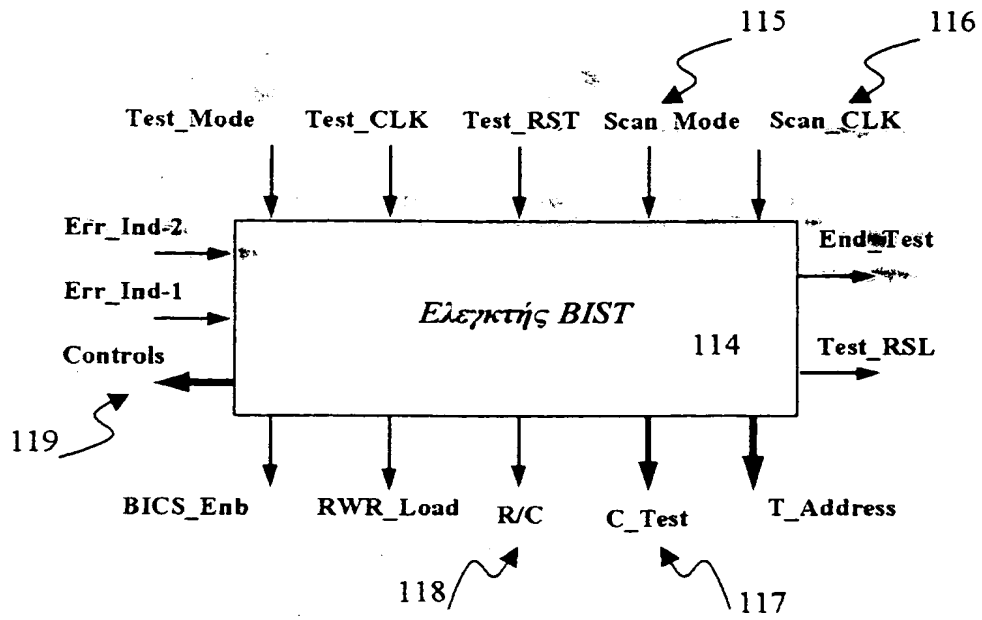 115 116
Test_Mode Test_CLK Test_RST Scan_Mode Scan_CLK
Err_Ind-2
End_Test
Err_Ind-1
Ελεγκτής BIST
114
Controls
Test_RSL
119
BICS_Enb RWR_Load R/C C_Test T_Address
118 117